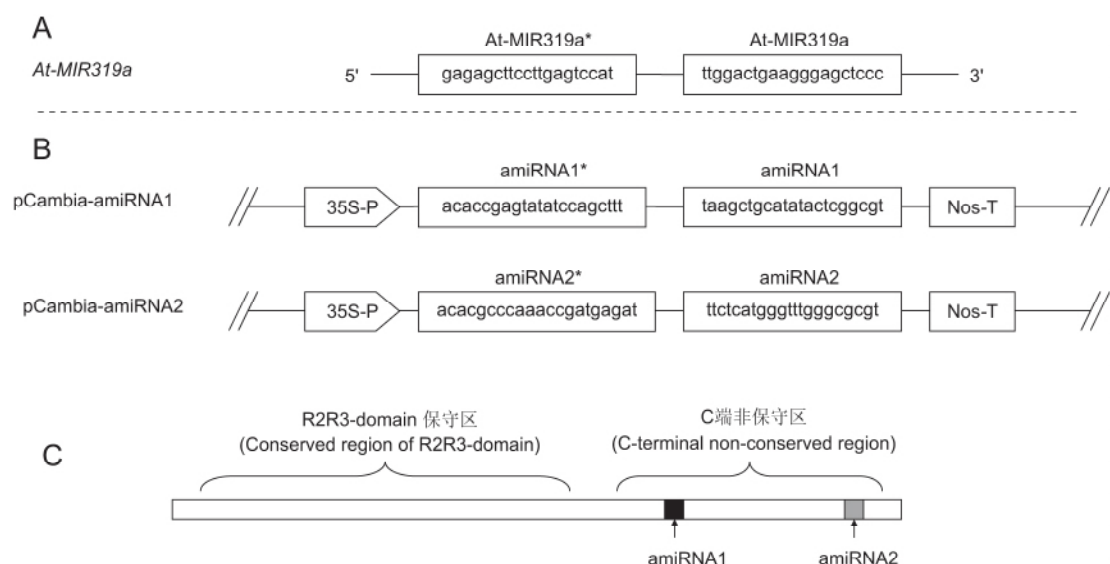 A
At-MIR319a
At-MIR319a*
At-MIR319a
5'
gagagcttccttgagtccat
ttggactgaagggagctccc
3'
B
pCambia-amiRNA1
amiRNA1*
amiRNA1
35S-P
acaccgagtatatccagcttt
taagctgcatatactcggcgt
Nos-T
pCambia-amiRNA2
amiRNA2*
amiRNA2
35S-P
acacgcccaaaccgatgagat
ttctcatgggtttgggcgcgt
Nos-T
C
R2R3-domain 保守区
(Conserved region of R2R3-domain)
C端非保守区
(C-terminal non-conserved region)
amiRNA1
amiRNA2